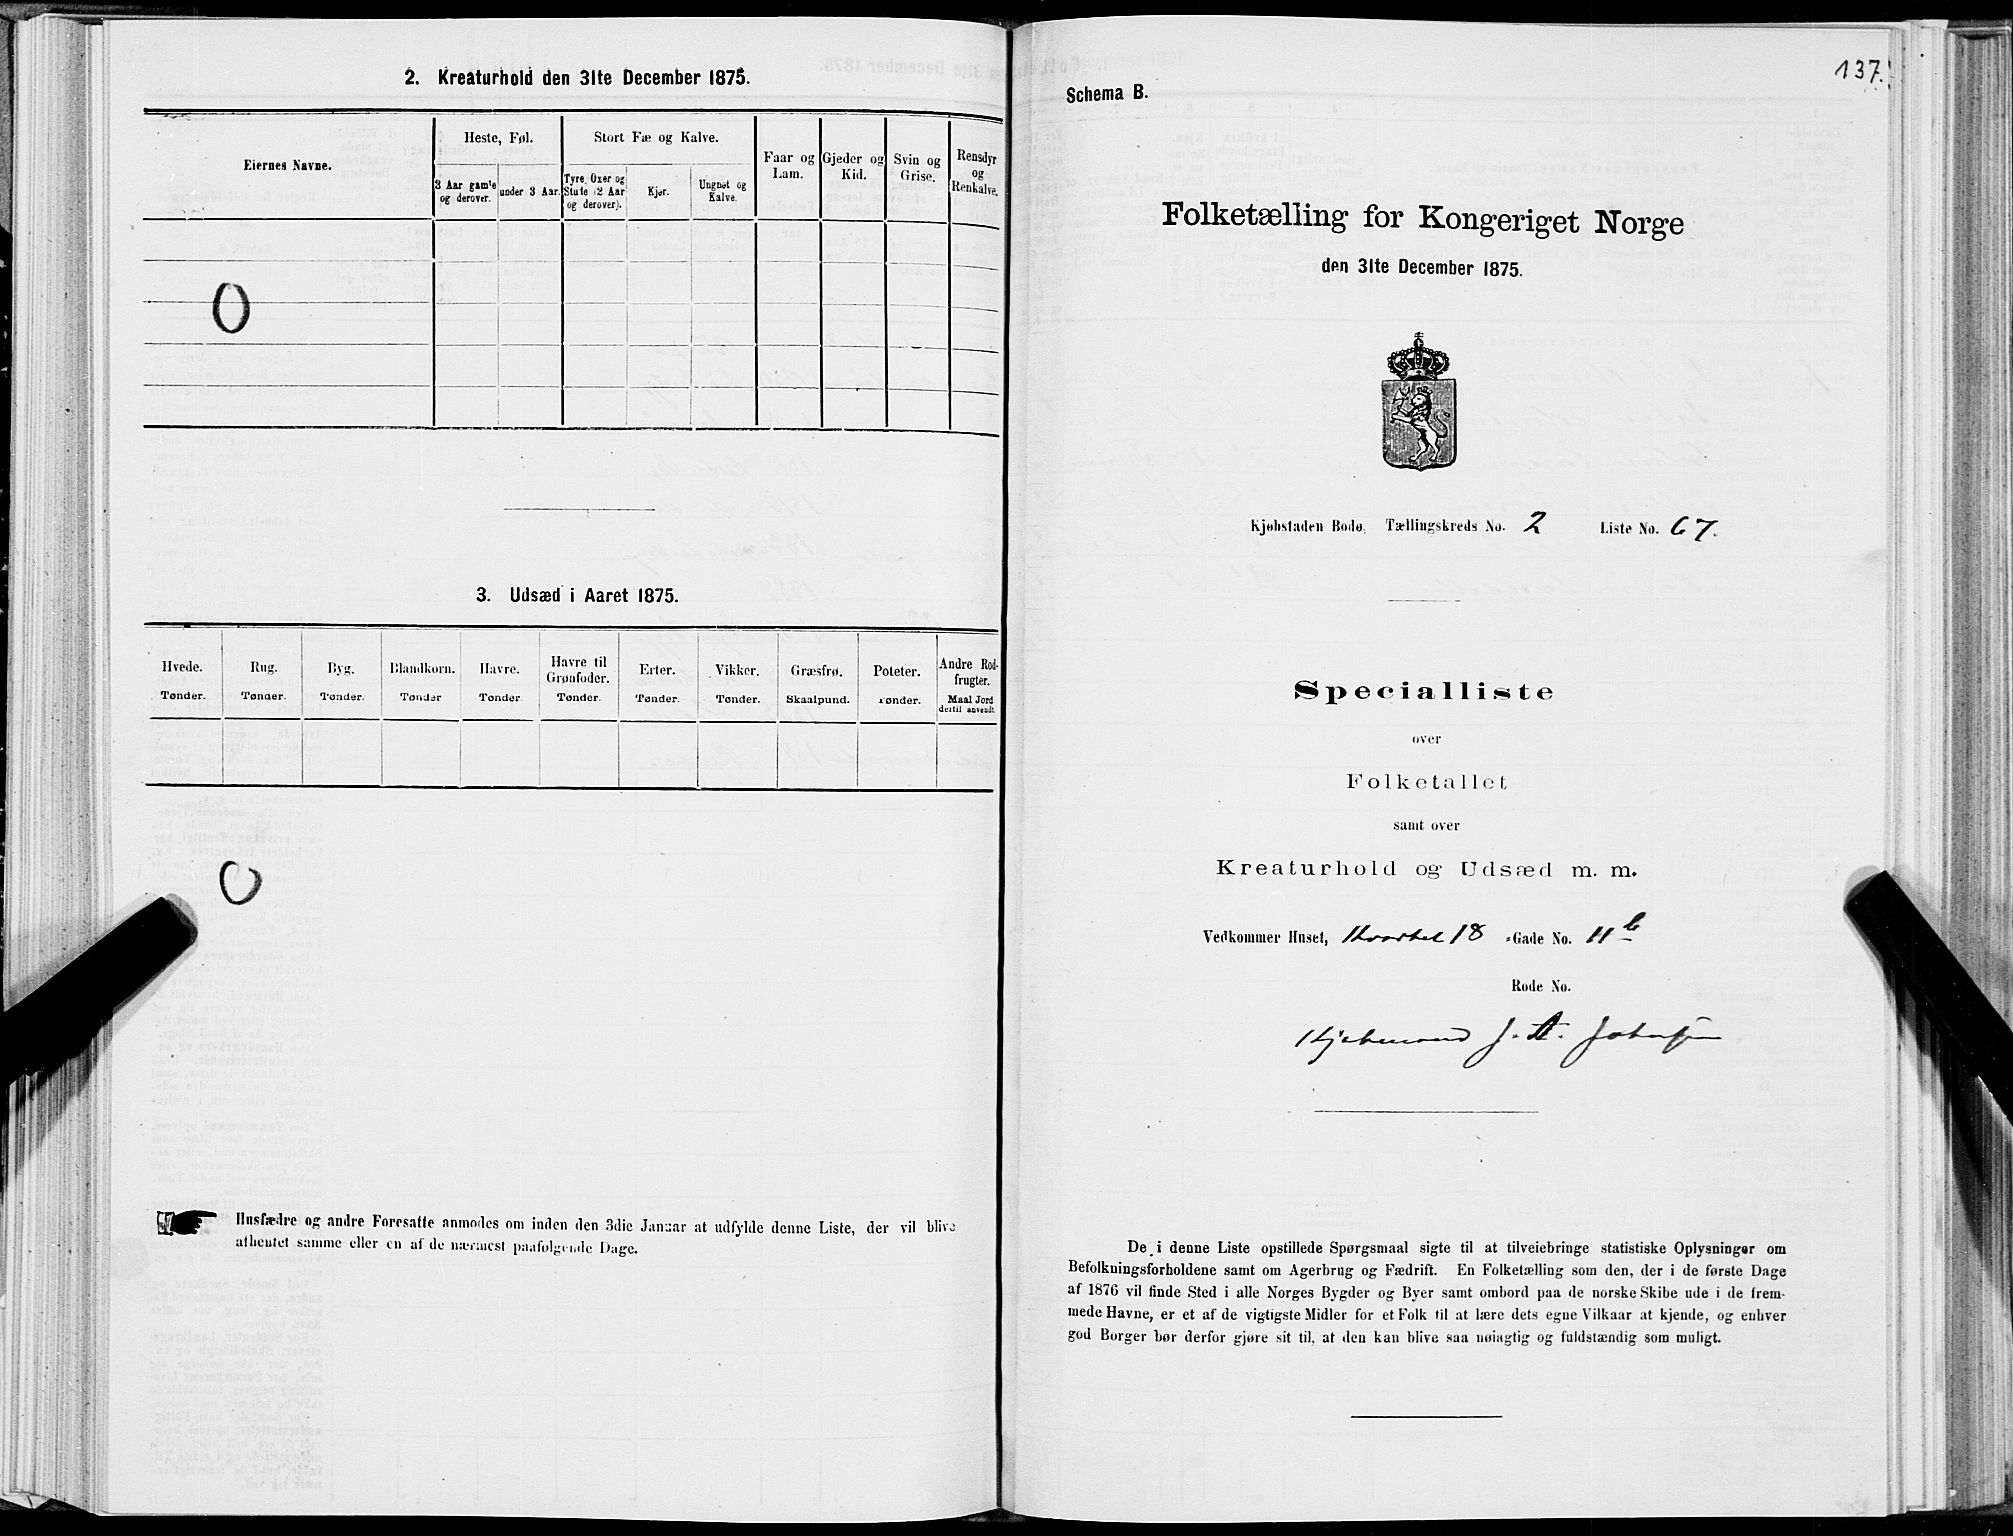 2. Kreaturhold den 31te December 1875.
Eiernes Navne.
Heste, Føl.
Stort Fæ og Kalve.
Faar og Lam.
Gjeder og Kid.
Svin og Grise.
Rensdyr og Renkalve.
3 Aar gamle og derover.
under 3 Aar.
Tyre, Oxer og Stude (2 Aar og derover).
Kjør.
Ungnet og Kalve.
0
3. Udsæd i Aaret 1875.
Hvede.
Rug.
Byg.
Blandkorn.
Havre.
Havre til Grønfoder.
Erter.
Vikker.
Græsfrø.
Poteter.
Andre Rodfrugter.
Tønder.
Tønder.
Tønder.
Tønder
Tønder.
Tønder.
Tønder.
Tønder.
Skaalpund.
Tønder.
Maal Jord dertil anvendt.
0
Husfædre og andre Foresatte anmodes om inden den 3die Januar at udfylde denne Liste, der vil blive
afhentet samme eller en af de nærmest paafølgende Dage.
137.
Schema B.
Folketælling for Kongeriget Norge
den 31te December 1875.
Kjøbstaden Bodø, Tællingskreds No. 2 Liste No. 67.
Specialliste
over
Folketallet
samt over
Kreaturhold og Udsæd m. m.
Vedkommer Huset, Kvartal 18 -Gade No. 11 b
Rode No.
Kjøbmand J. A. Johnsen
De i denne Liste opstillede Spørgsmaal sigte til at tilveiebringe statistiske Oplysninger om
Befolkningsforholdene samt om Agerbrug og Fædrift. En Folketælling som den, der i de første Dage
af 1876 vil finde Sted i alle Norges Bygder og Byer samt ombord paa de norske Skibe ude i de frem-
mede Havne, er et af de vigtigste Midler for et Folk til at lære dets egne Vilkaar at kjende, og enhver
god Borger bør derfor gjøre sit til, at den kan blive saa nøiagtig og fuldstændig som muligt.